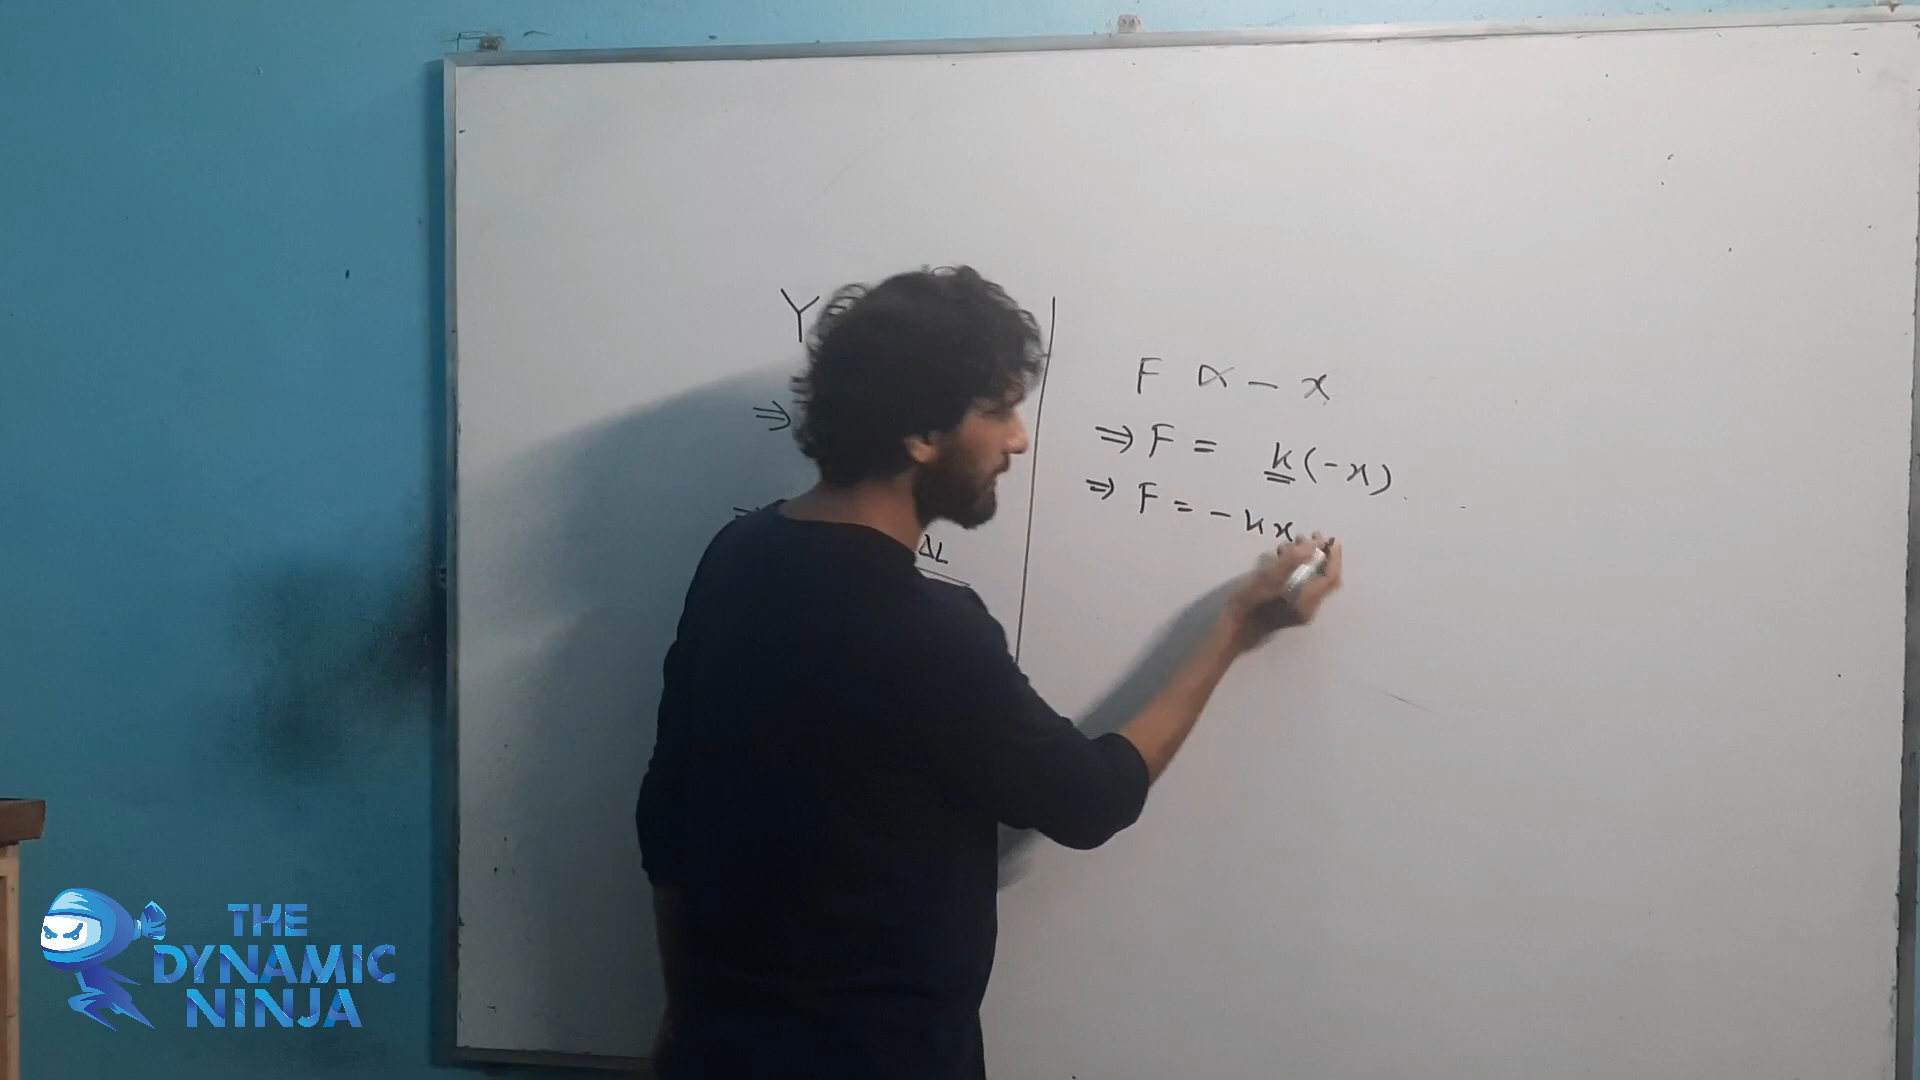 Y
⇒
⇒
ΔL
F ∝ - x
⇒ F = k(-x).
⇒ F = -kx
THE
DYNAMIC
NINJA